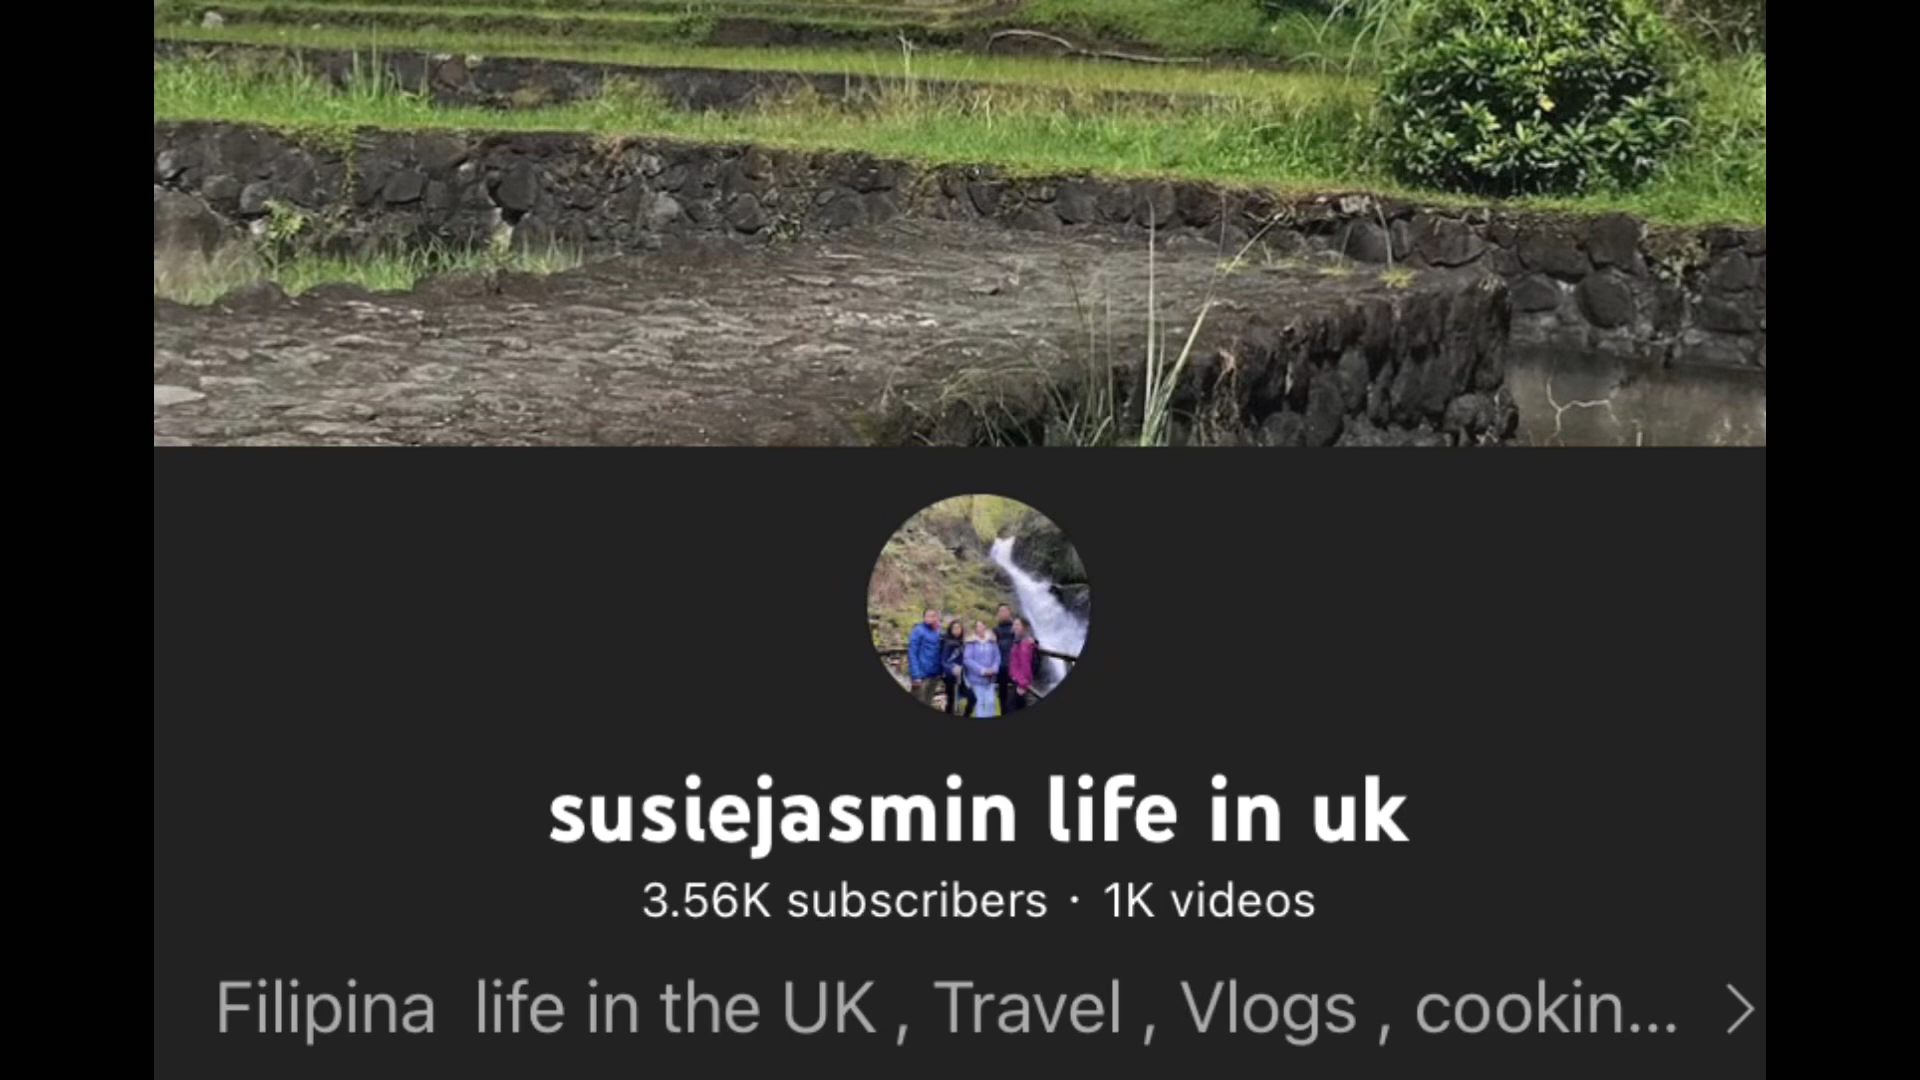 susiejasmin life in uk
3.56K subscribers · 1K videos
Filipina life in the UK , Travel , Vlogs , cookin...